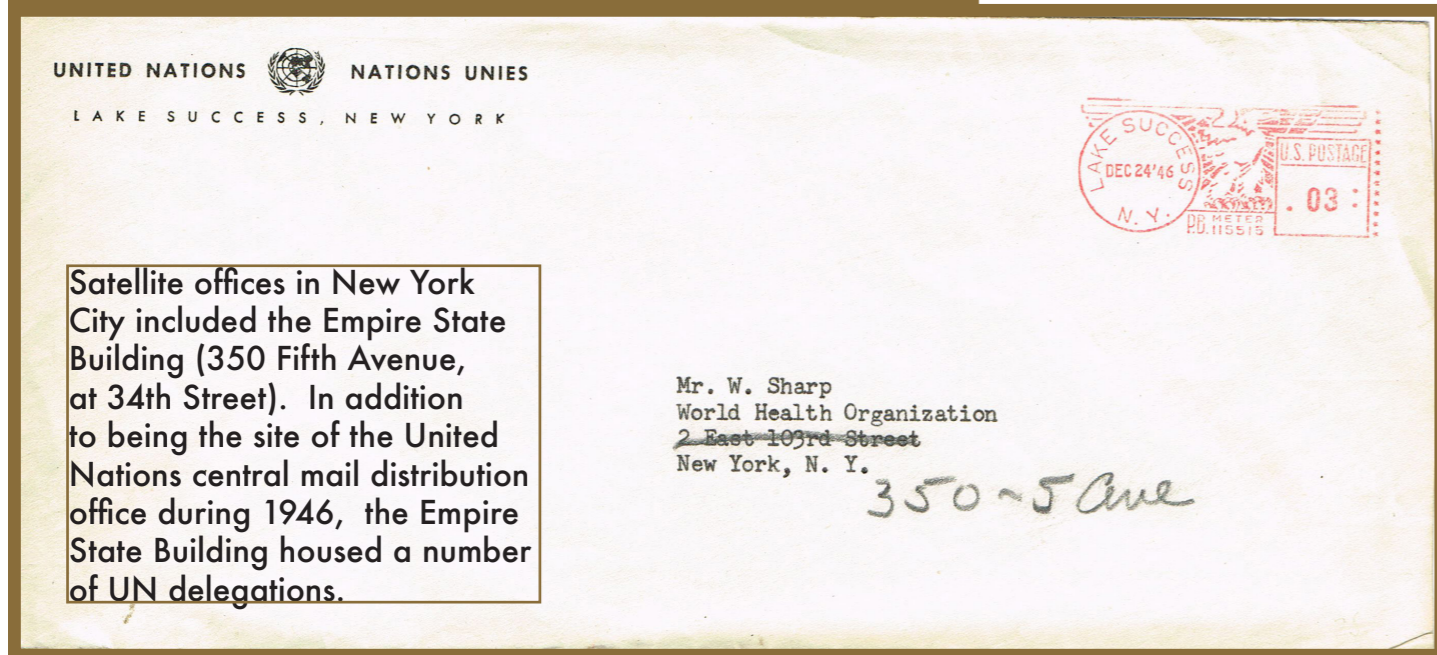 UNITED NATIONS NATIONS UNIES
LAKE SUCCESS, NEW YORK
LAKE SUCCESS
DEC 24'46
N. Y.
U.S. POSTAGE
.03
P.B. METER
115515
Satellite offices in New York
City included the Empire State
Building (350 Fifth Avenue,
at 34th Street). In addition
to being the site of the United
Nations central mail distribution
office during 1946, the Empire
State Building housed a number
of UN delegations.
Mr. W. Sharp
World Health Organization
2 East 103rd Street
New York, N. Y.
350-5 ave